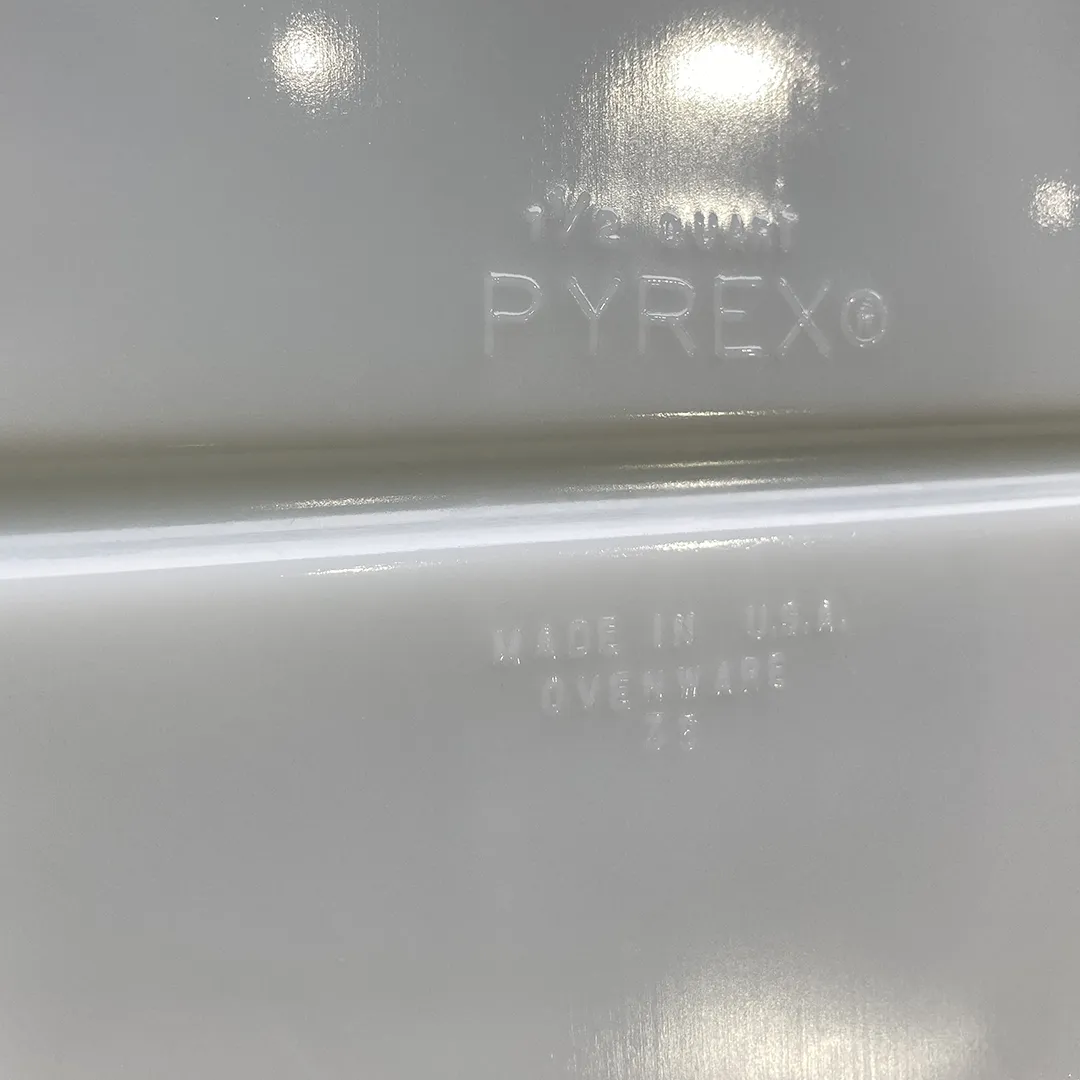 1 1/2 QUART
PYREX®
MADE IN U.S.A.
OVENWARE